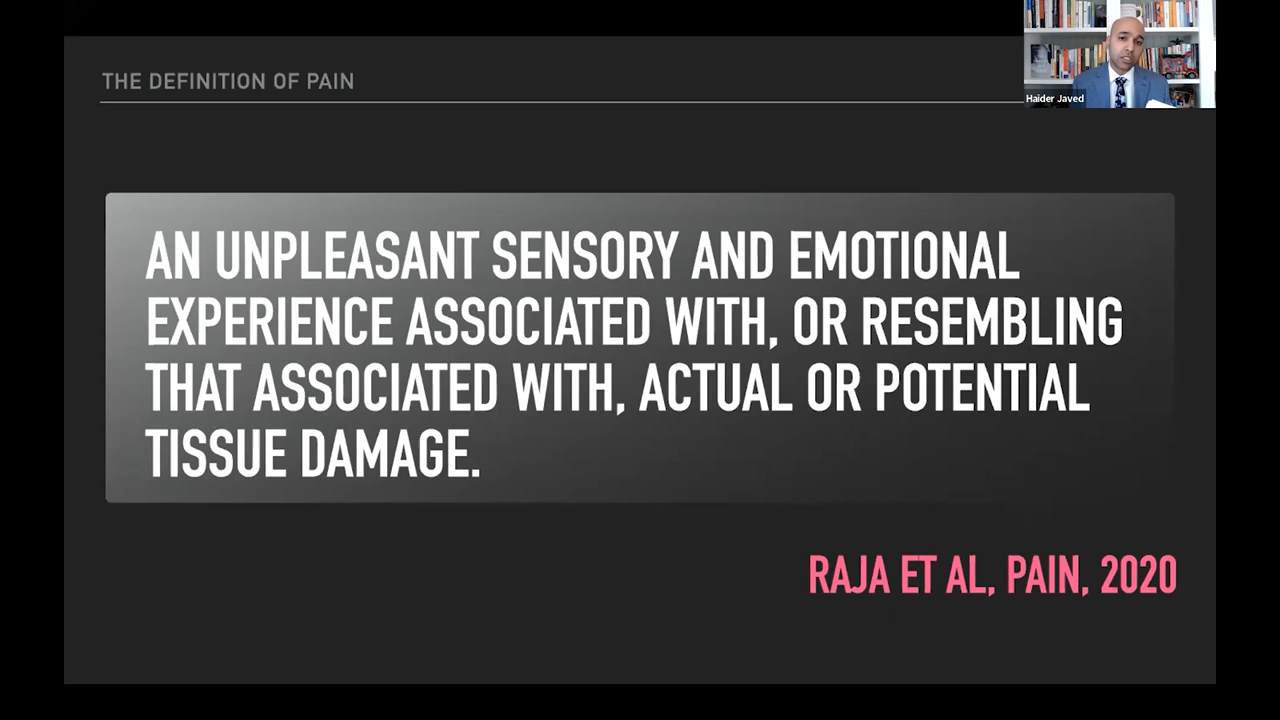 THE DEFINITION OF PAIN
Haider Javed
AN UNPLEASANT SENSORY AND EMOTIONAL
EXPERIENCE ASSOCIATED WITH, OR RESEMBLING
THAT ASSOCIATED WITH, ACTUAL OR POTENTIAL
TISSUE DAMAGE.
RAJA ET AL, PAIN, 2020